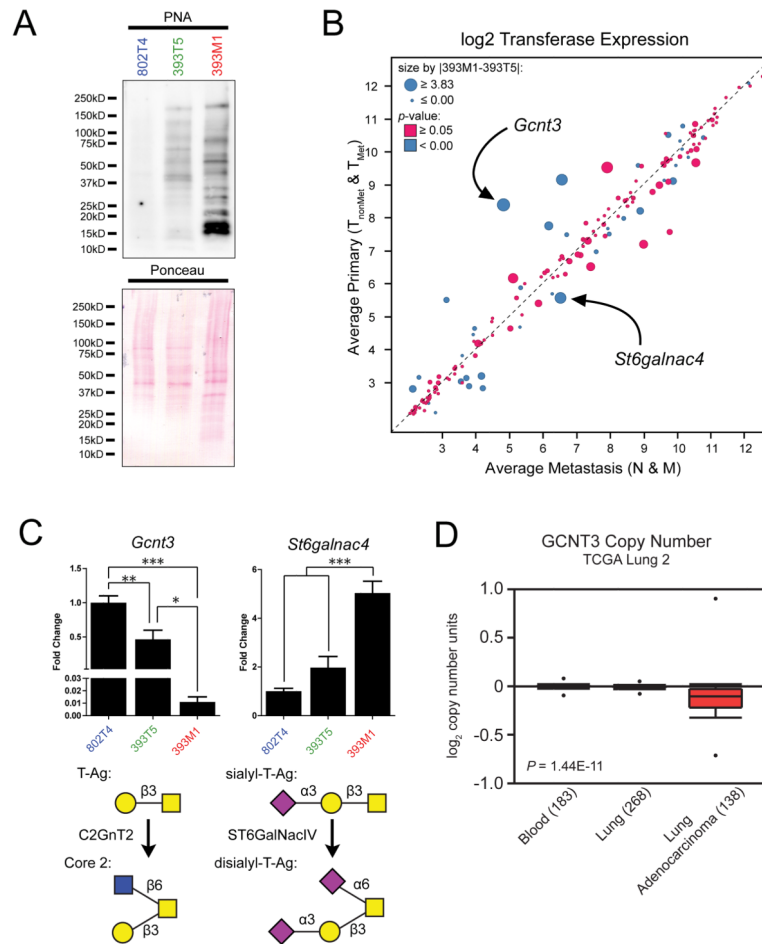 A
PNA
802T4
393T5
393M1
250kD
150kD
100kD
75kD
50kD
37kD
25kD
20kD
15kD
10kD
Ponceau
250kD
150kD
100kD
75kD
50kD
37kD
25kD
20kD
15kD
10kD
B
log2 Transferase Expression
size by |393M1-393T5|:
≥ 3.83
≤ 0.00
p-value:
≥ 0.05
< 0.00
Gcnt3
St6galnac4
Average Primary (TnonMet & TMet)
12
11
10
9
8
7
6
5
4
3
3 4 5 6 7 8 9 10 11 12
Average Metastasis (N & M)
C
Gcnt3
Fold Change
1.5
1.0
0.5
0.03
0.02
0.01
0.00
***
**
*
802T4
393T5
393M1
St6galnac4
Fold Change
6
4
2
0
***
802T4
393T5
393M1
T-Ag:
β3
C2GnT2
Core 2:
β6
β3
sialyl-T-Ag:
α3 β3
ST6GalNacIV
disialyl-T-Ag:
α6
α3 β3
D
GCNT3 Copy Number
TCGA Lung 2
log2 copy number units
1.0
0.5
0
-0.5
-1.0
P = 1.44E-11
Blood (183)
Lung (268)
Lung
Adenocarcinoma (138)